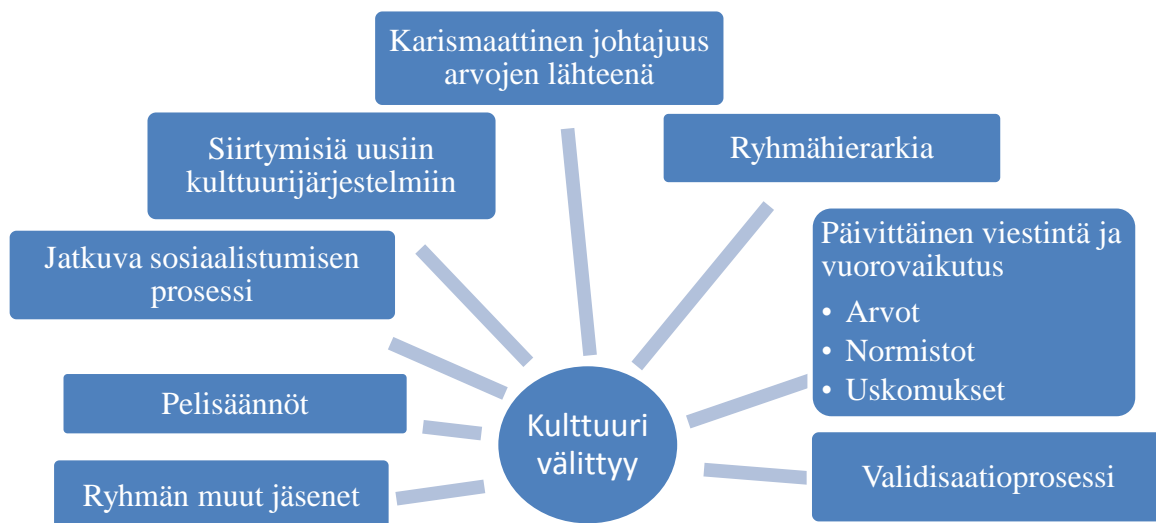 Karismaattinen johtajuus
arvojen lähteenä
Siirtymisiä uusiin
kulttuurijärjestelmiin
Ryhmähierarkia
Jatkuva sosiaalistumisen
prosessi
Päivittäinen viestintä ja
vuorovaikutus
• Arvot
• Normistot
• Uskomukset
Pelisäännöt
Kulttuuri
välittyy
Ryhmän muut jäsenet
Validisaatioprosessi